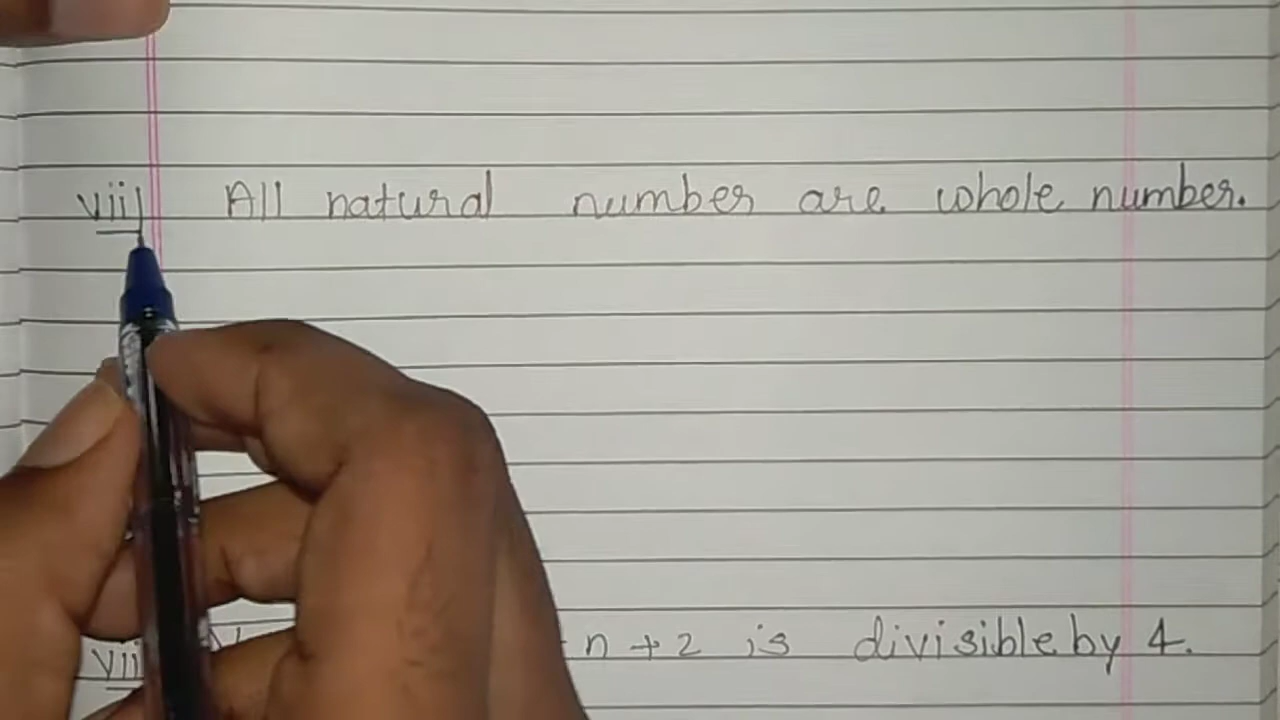 vii) All natural number are whole number.
n + 2 is divisible by 4.